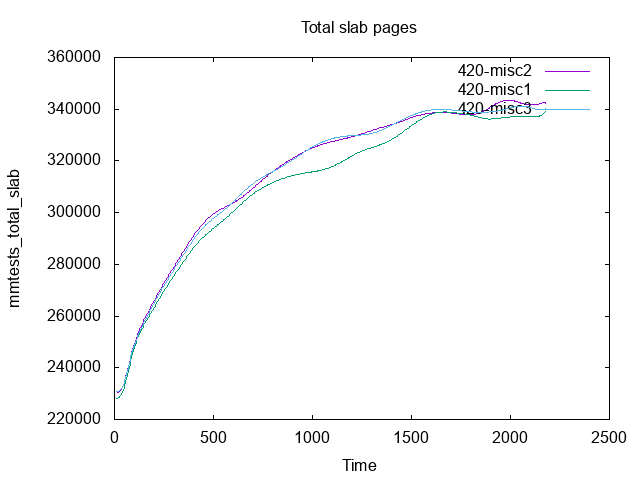 Total slab pages
360000
420-misc2
420-misc1
340000
420-misc3
320000
300000
mmtests_total_slab
280000
260000
240000
220000
0 500 1000 1500 2000 2500
Time